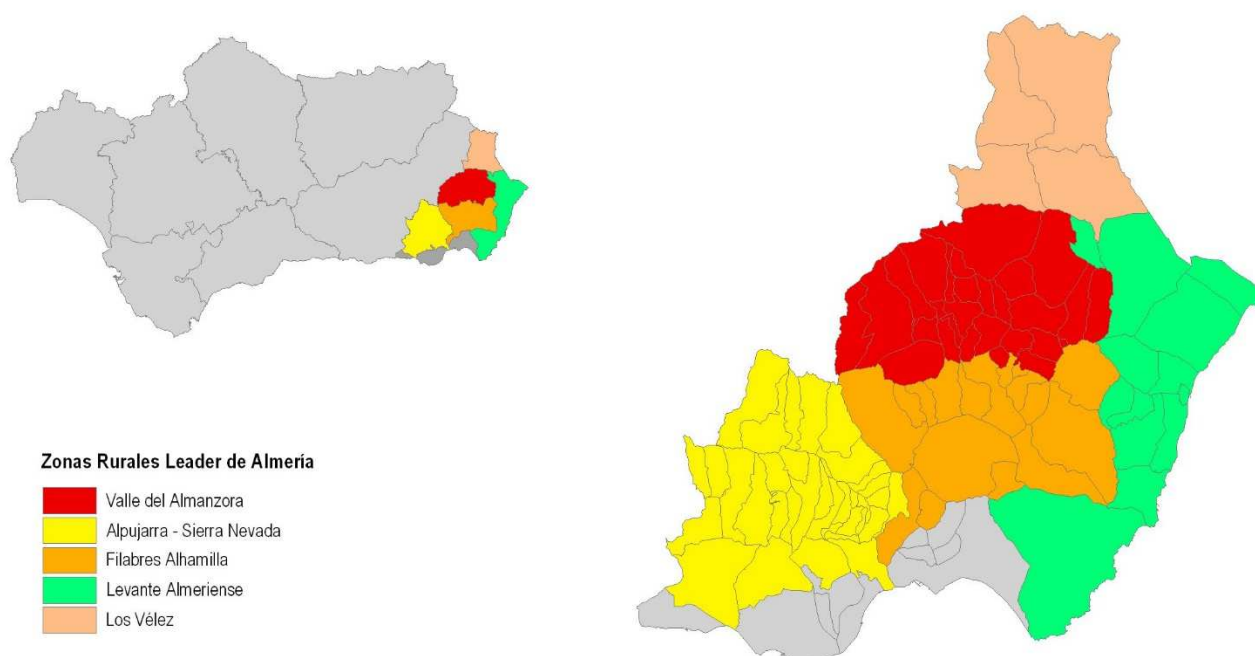 Zonas Rurales Leader de Almería
Valle del Almanzora
Alpujarra - Sierra Nevada
Filabres Alhamilla
Levante Almeriense
Los Vélez